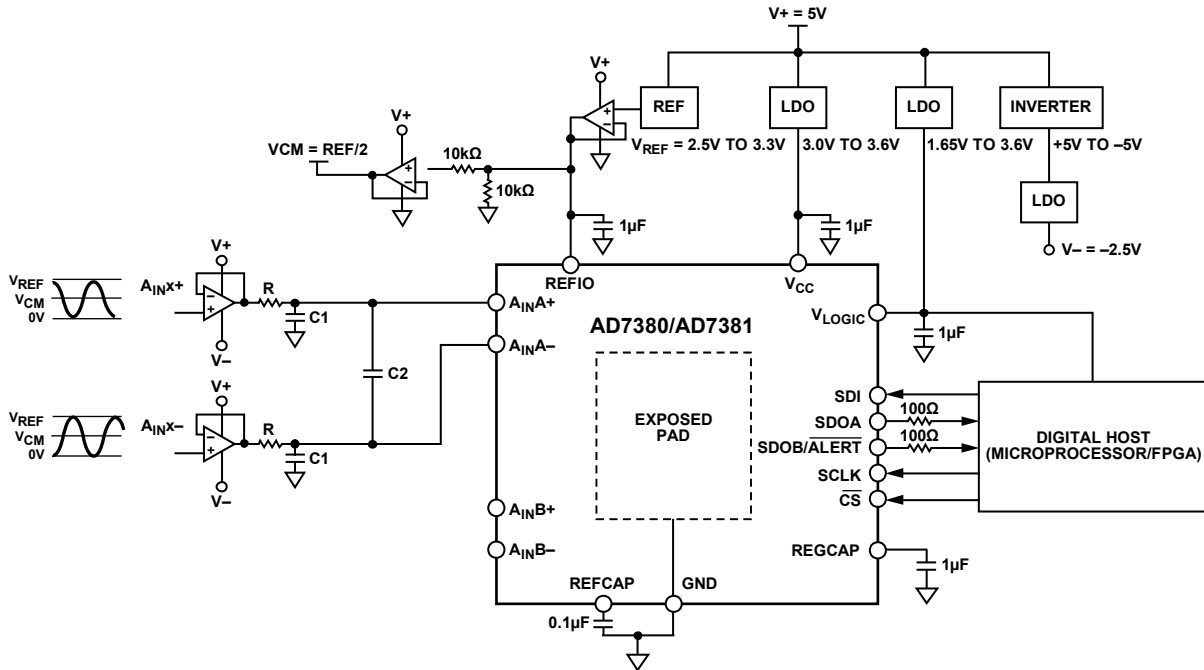 V+ = 5V
V+
REF
LDO
LDO
INVERTER
VREF = 2.5V TO 3.3V
3.0V TO 3.6V
1.65V TO 3.6V
+5V TO –5V
V+
VCM = REF/2
10kΩ
10kΩ
LDO
V– = –2.5V
1µF
1µF
REFIO
VCC
V+
VREF
VCM
0V
AINx+
R
C1
V–
AINA+
AINA–
AD7380/AD7381
VLOGIC
1µF
C2
EXPOSED
PAD
V+
VREF
VCM
0V
AINx–
R
C1
V–
SDI
SDOA
100Ω
SDOB/ALERT
100Ω
SCLK
CS
DIGITAL HOST
(MICROPROCESSOR/FPGA)
AINB+
AINB–
REGCAP
1µF
REFCAP
GND
0.1µF